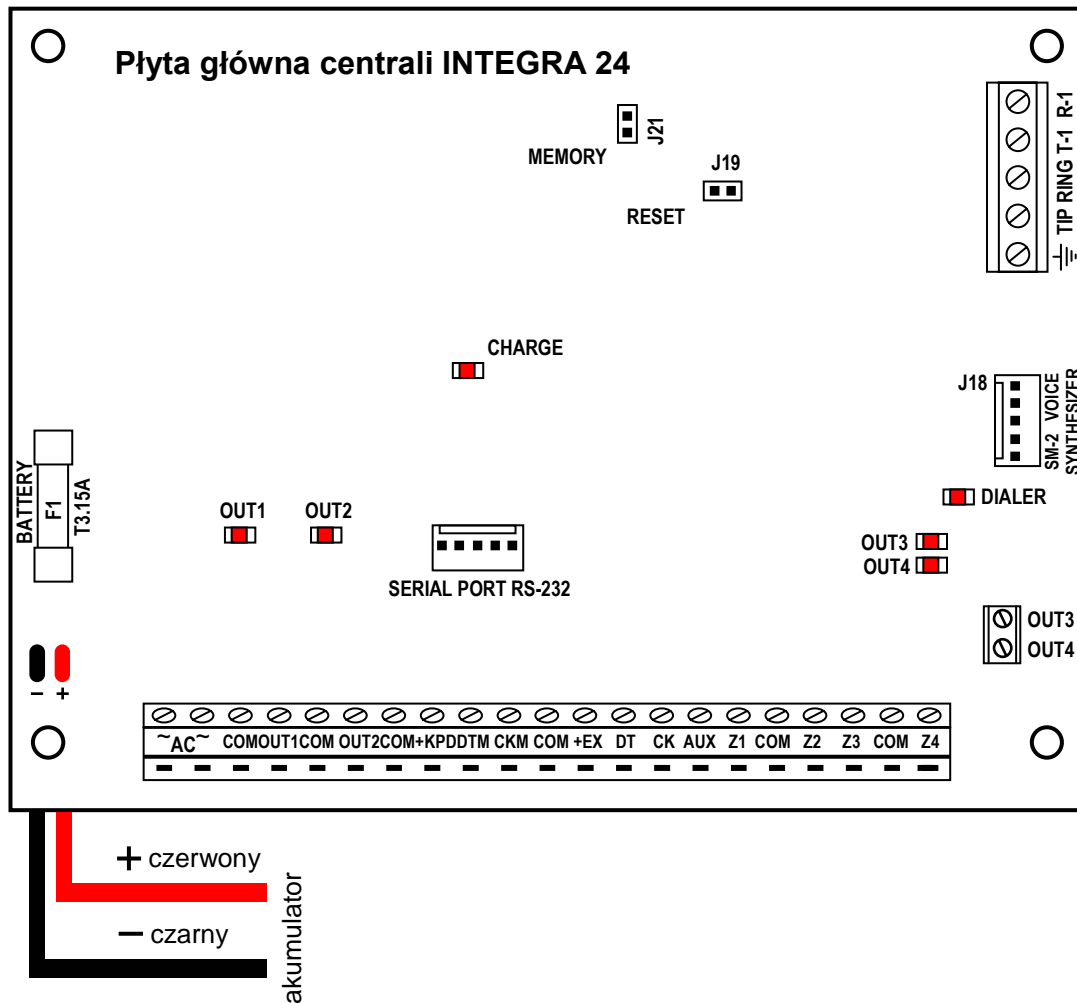 Płyta główna centrali INTEGRA 24
J21
MEMORY
J19
RESET
TIP RING T-1 R-1
CHARGE
J18
SM-2 VOICE
SYNTHESIZER
BATTERY
F1
T3.15A
OUT1
OUT2
DIALER
OUT3
OUT4
SERIAL PORT RS-232
OUT3
OUT4
− +
~AC~ COM OUT1 COM OUT2 COM +KPD DTM CKM COM +EX DT CK AUX Z1 COM Z2 Z3 COM Z4
+ czerwony
− czarny
akumulator